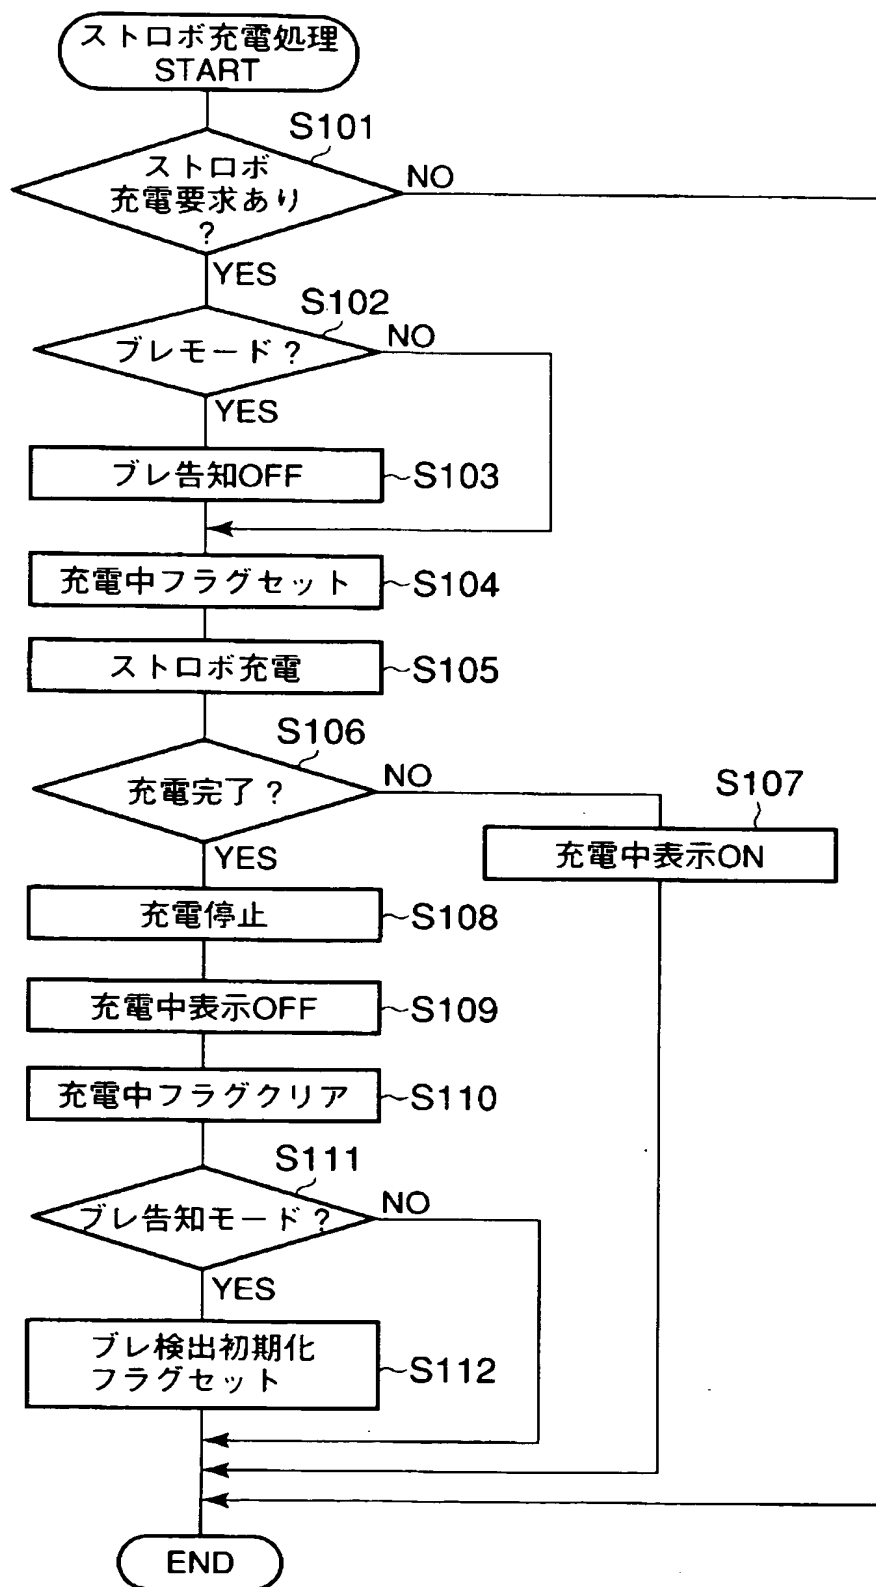 ストロボ充電処理
START
S101
ストロボ
充電要求あり
?
NO
YES
S102
ブレモード?
NO
YES
ブレ告知OFF
S103
充電中フラグセット
S104
ストロボ充電
S105
S106
充電完了?
NO
S107
充電中表示ON
YES
充電停止
S108
充電中表示OFF
S109
充電中フラグクリア
S110
S111
ブレ告知モード?
NO
YES
ブレ検出初期化
フラグセット
S112
END